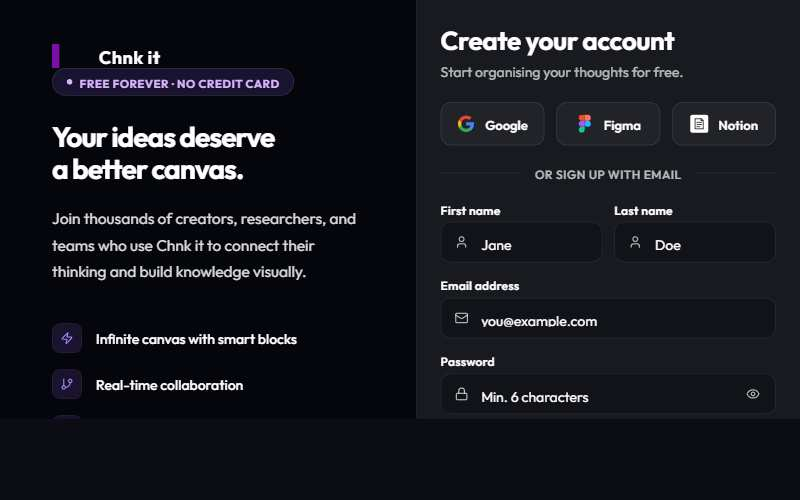 Chnk it
FREE FOREVER · NO CREDIT CARD
Your ideas deserve
a better canvas.
Join thousands of creators, researchers, and
teams who use Chnk it to connect their
thinking and build knowledge visually.
Infinite canvas with smart blocks
Real-time collaboration
Create your account
Start organising your thoughts for free.
Google
Figma
Notion
OR SIGN UP WITH EMAIL
First name
Last name
Jane
Doe
Email address
you@example.com
Password
Min. 6 characters